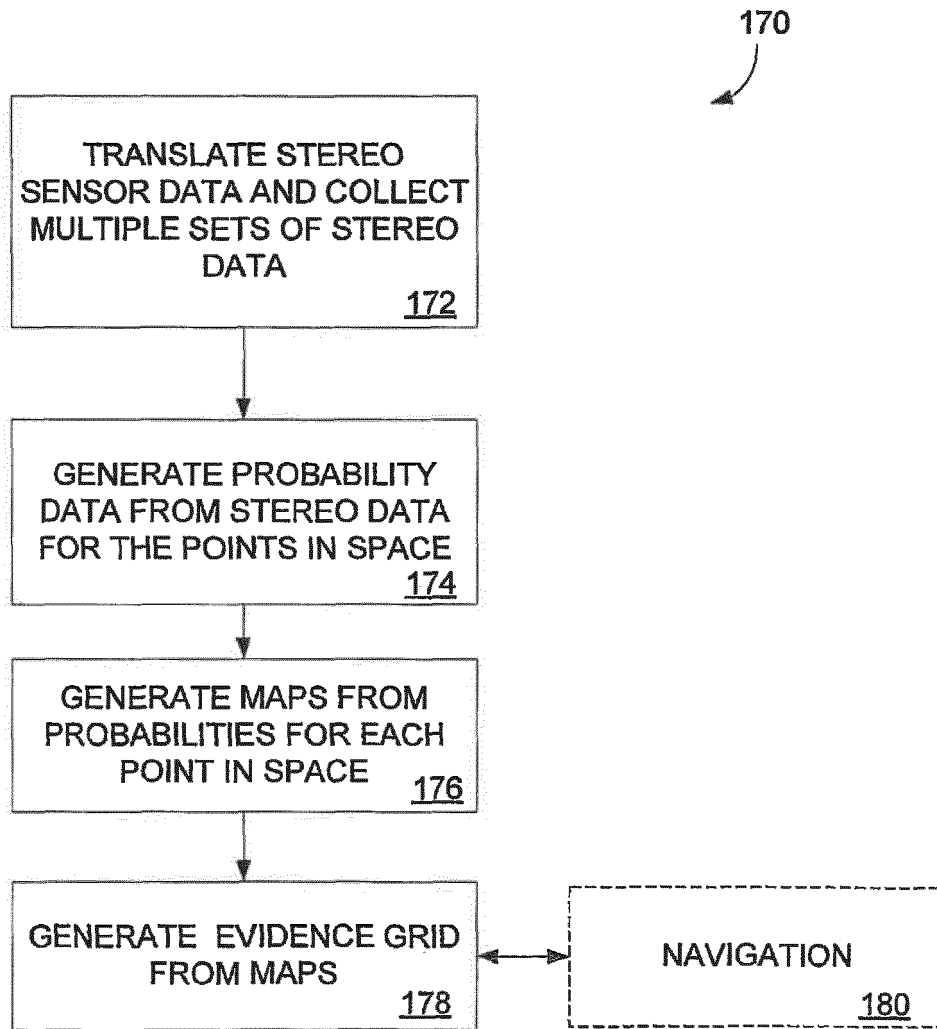 170
TRANSLATE STEREO
SENSOR DATA AND COLLECT
MULTIPLE SETS OF STEREO
DATA
172
GENERATE PROBABILITY
DATA FROM STEREO DATA
FOR THE POINTS IN SPACE
174
GENERATE MAPS FROM
PROBABILITIES FOR EACH
POINT IN SPACE
176
GENERATE EVIDENCE GRID
FROM MAPS
178
NAVIGATION
180